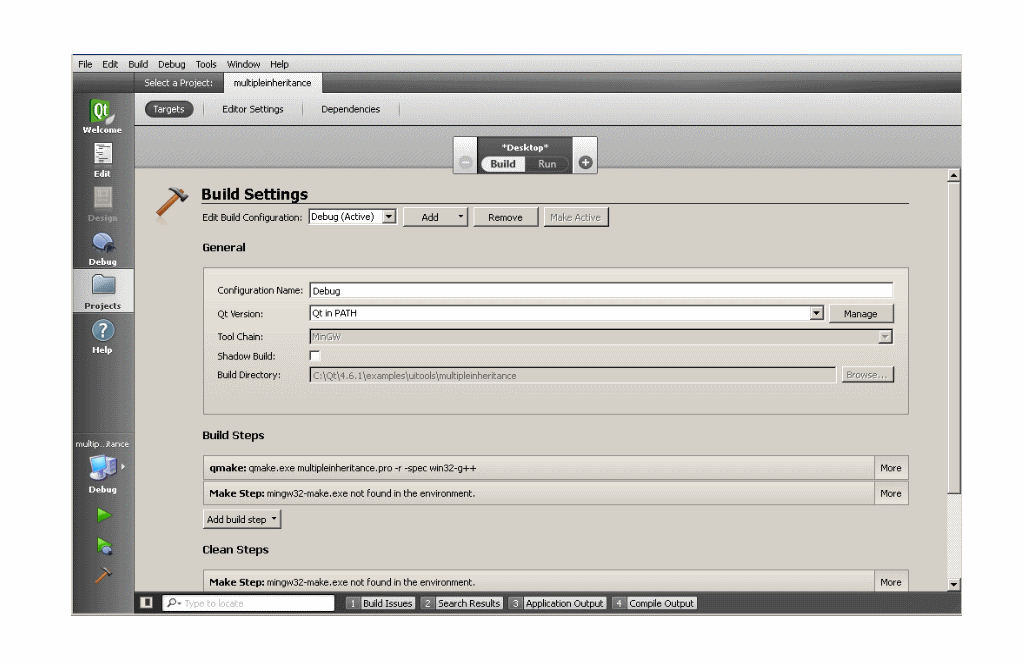 File Edit Build Debug Tools Window Help
Select a Project: multipleinheritance
Targets Editor Settings Dependencies
Qt
Welcome
Edit
Design
Debug
Projects
? Help
multip...itance
Debug
*Desktop*
Build Run
Build Settings
Edit Build Configuration: Debug (Active) Add Remove Make Active
General
Configuration Name: Debug
Qt Version: Qt in PATH Manage
Tool Chain: MinGW
Shadow Build:
Build Directory: C:\Qt\4.6.1\examples\uitools\multipleinheritance Browse...
Build Steps
qmake: qmake.exe multipleinheritance.pro -r -spec win32-g++ More
Make Step: mingw32-make.exe not found in the environment. More
Add build step
Clean Steps
Make Step: mingw32-make.exe not found in the environment. More
Type to locate 1 Build Issues 2 Search Results 3 Application Output 4 Compile Output